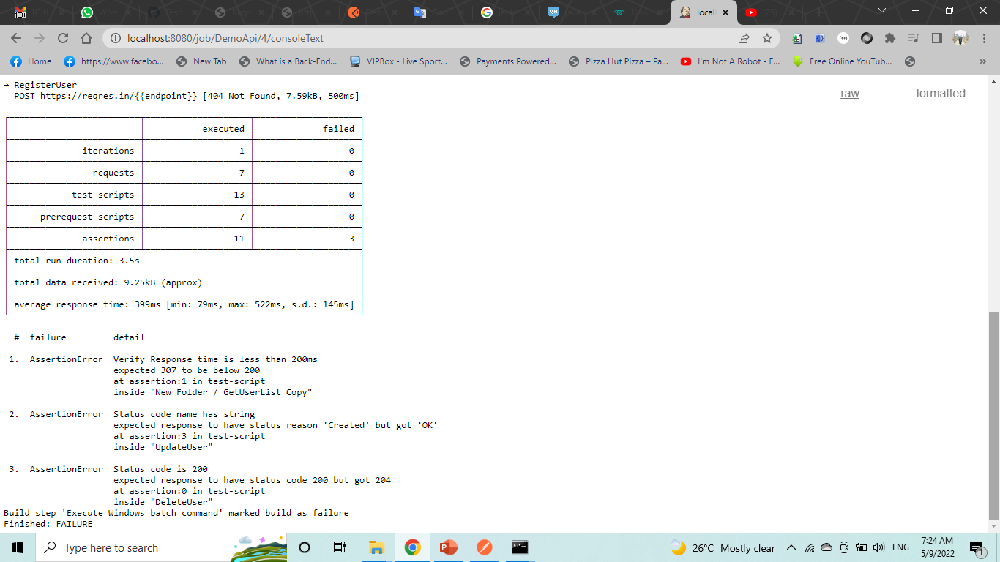 100+
local
(75)
localhost:8080/job/DemoApi/4/consoleText
Home
https://www.facebo...
New Tab
What is a Back-End...
VIPBox - Live Sport...
Payments Powered...
Pizza Hut Pizza – Pa...
I'm Not A Robot - E...
Free Online YouTub...
»
raw
formatted
→ RegisterUser
POST https://reqres.in/{{endpoint}} [404 Not Found, 7.59kB, 500ms]
executed failed
iterations 1 0
requests 7 0
test-scripts 13 0
prerequest-scripts 7 0
assertions 11 3
total run duration: 3.5s
total data received: 9.25kB (approx)
average response time: 399ms [min: 79ms, max: 522ms, s.d.: 145ms]
# failure detail
1. AssertionError Verify Response time is less than 200ms
expected 307 to be below 200
at assertion:1 in test-script
inside "New Folder / GetUserList Copy"
2. AssertionError Status code name has string
expected response to have status reason 'Created' but got 'OK'
at assertion:3 in test-script
inside "UpdateUser"
3. AssertionError Status code is 200
expected response to have status code 200 but got 204
at assertion:0 in test-script
inside "DeleteUser"
Build step 'Execute Windows batch command' marked build as failure
Finished: FAILURE
Type here to search
26°C Mostly clear
ENG
7:24 AM
5/9/2022
1